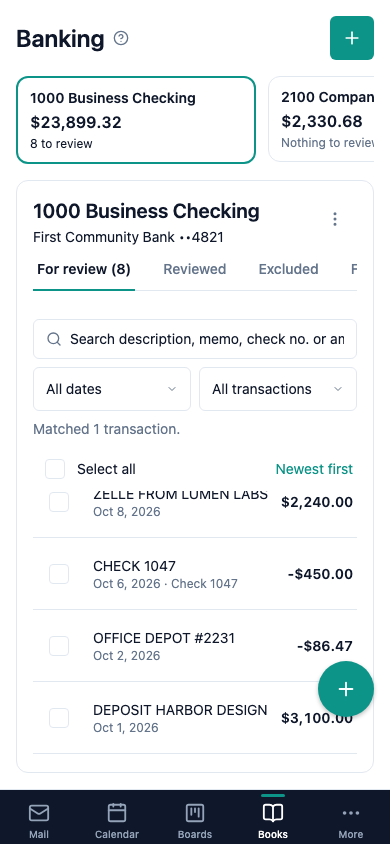 Banking
1000 Business Checking
$23,899.32
8 to review
2100 Compan
$2,330.68
Nothing to review
1000 Business Checking
First Community Bank ••4821
For review (8)
Reviewed
Excluded
Search description, memo, check no. or an
All dates
All transactions
Matched 1 transaction.
Select all
Newest first
ZELLE FROM LUMEN LABS
$2,240.00
Oct 8, 2026
CHECK 1047
-$450.00
Oct 6, 2026 · Check 1047
OFFICE DEPOT #2231
-$86.47
Oct 2, 2026
DEPOSIT HARBOR DESIGN
$3,100.00
Oct 1, 2026
Mail
Calendar
Boards
Books
More